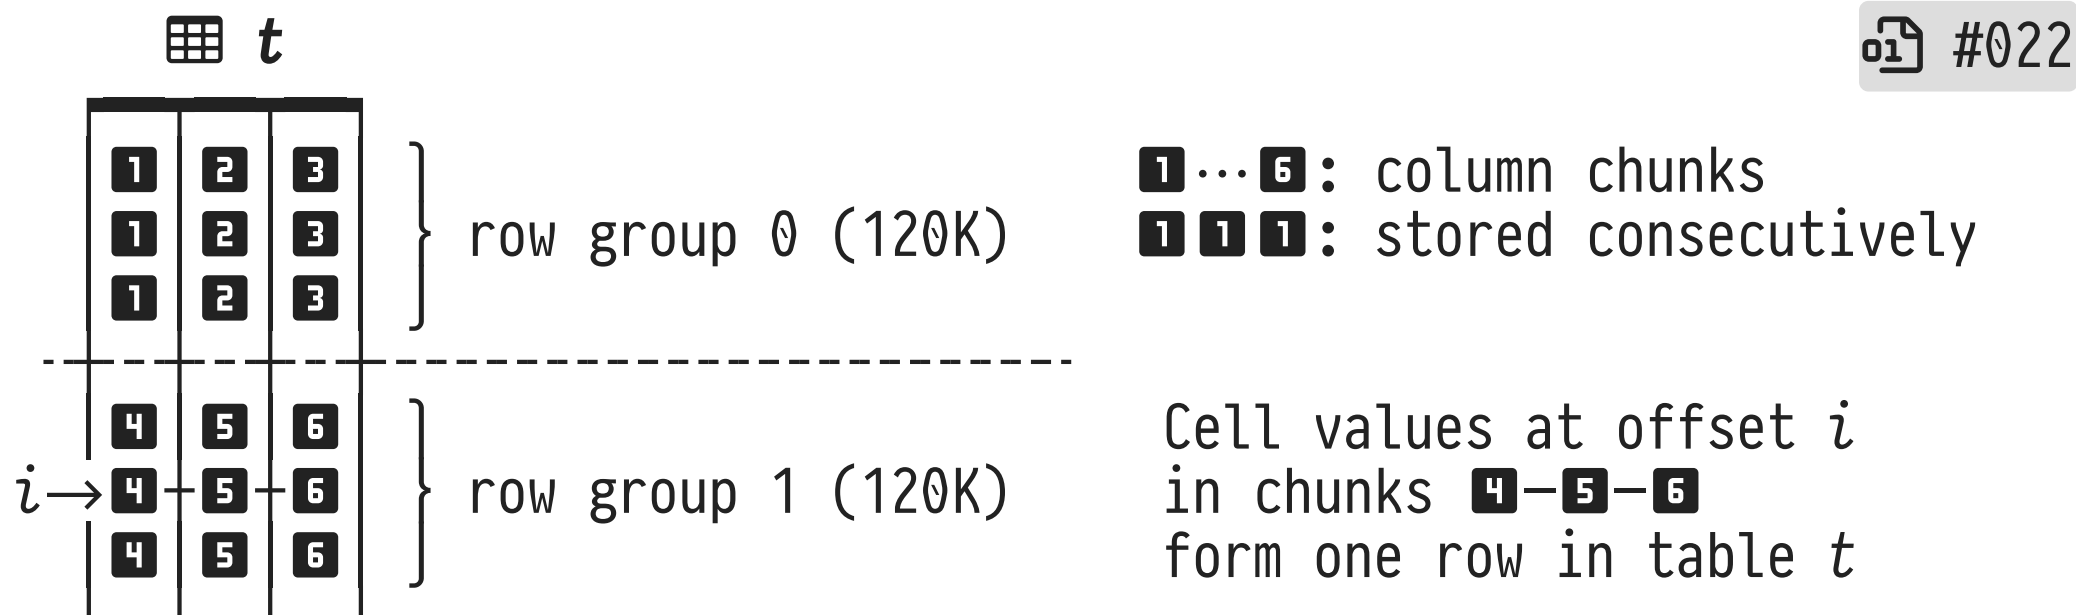 t
#022
1 2 3
1 2 3
1 2 3
row group 0 (120K)
1···6: column chunks
1 1 1: stored consecutively
4 5 6
i→4—5—6
4 5 6
row group 1 (120K)
Cell values at offset i
in chunks 4—5—6
form one row in table t